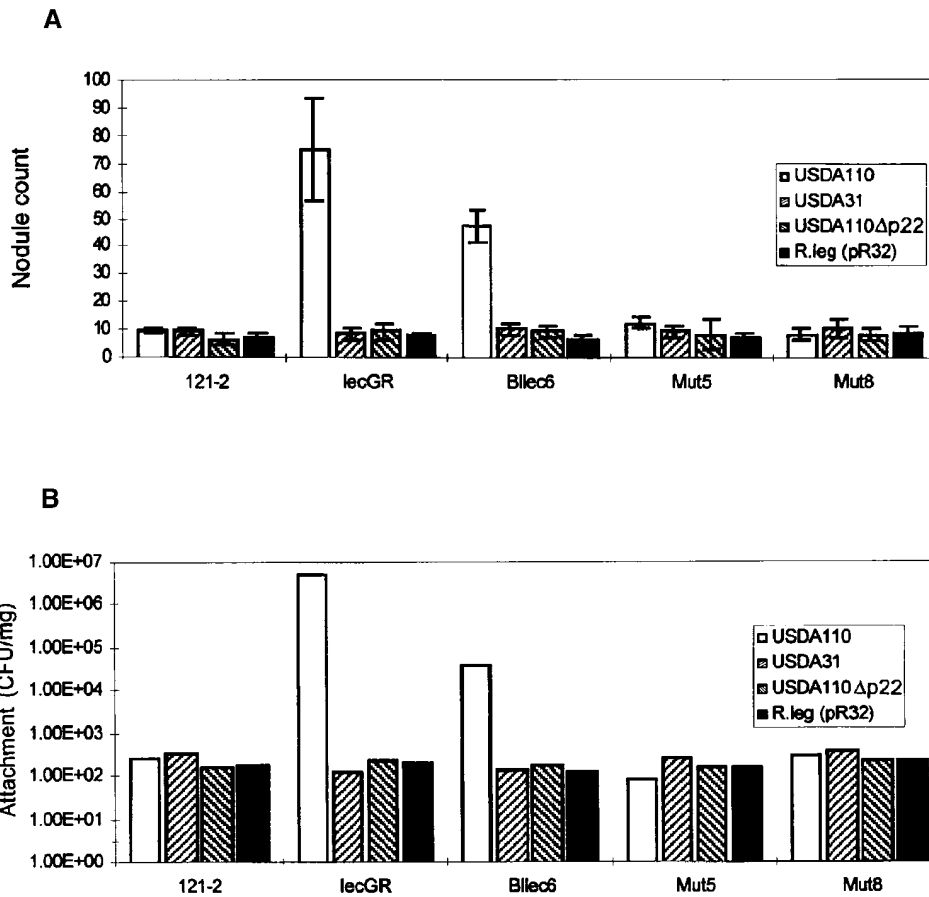 A
Nodule count
100
90
80
70
60
50
40
30
20
10
0
USDA110
USDA31
USDA110Δp22
R.leg (pR32)
121-2
lecGR
Bllec6
Mut5
Mut8
B
Attachment (CFU/mg)
1.00E+07
1.00E+06
1.00E+05
1.00E+04
1.00E+03
1.00E+02
1.00E+01
1.00E+00
USDA110
USDA31
USDA110Δp22
R.leg (pR32)
121-2
lecGR
Bllec6
Mut5
Mut8